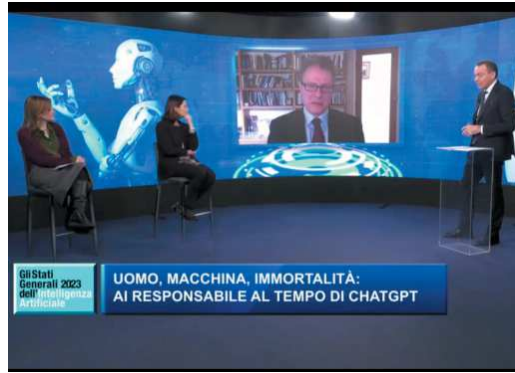 Gli Stati
Generali 2023
dell'Intelligenza
Artificiale
UOMO, MACCHINA, IMMORTALITÀ:
AI RESPONSABILE AL TEMPO DI CHATGPT